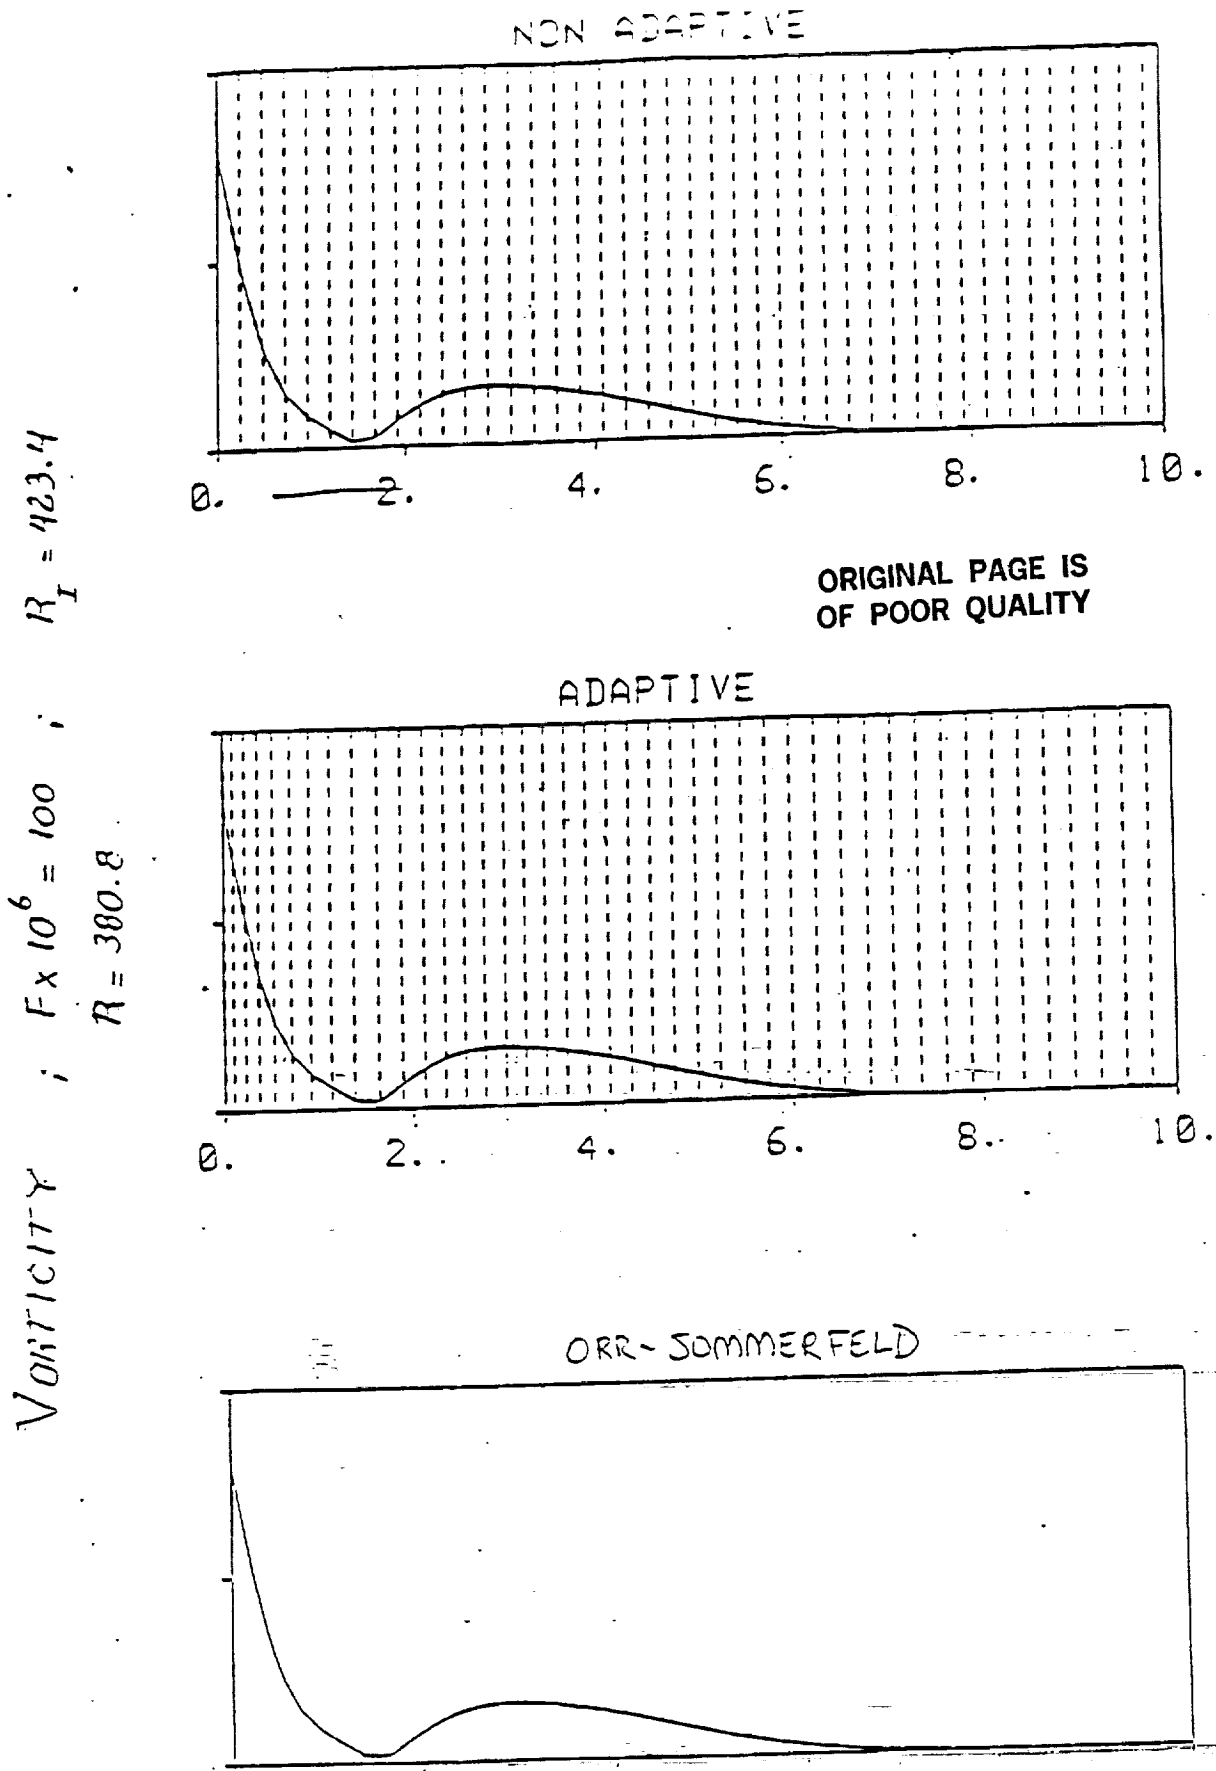 NON ADAPTIVE
0. 2. 4. 6. 8. 10.
ORIGINAL PAGE IS
OF POOR QUALITY
ADAPTIVE
0. 2. 4. 6. 8. 10.
ORR-SOMMERFELD
VORTICITY ; F x 10^6 = 100 ; R_I = 423.4
R = 380.8